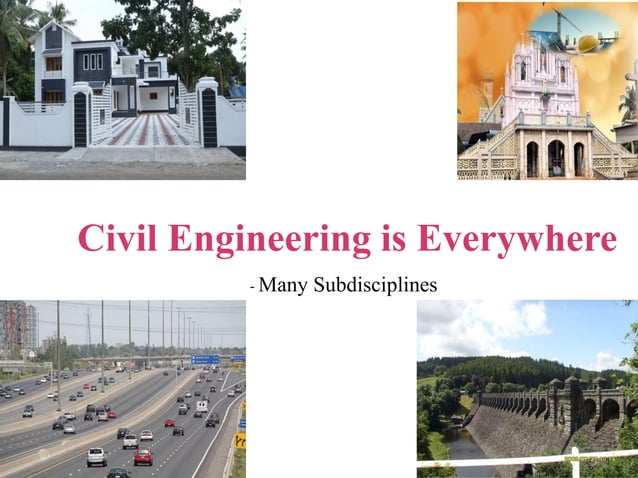 Civil Engineering is Everywhere
- Many Subdisciplines